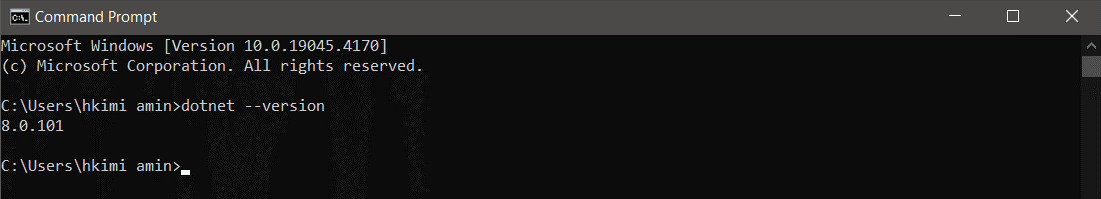 Command Prompt
Microsoft Windows [Version 10.0.19045.4170]
(c) Microsoft Corporation. All rights reserved.
C:\Users\hkimi amin>dotnet --version
8.0.101
C:\Users\hkimi amin>